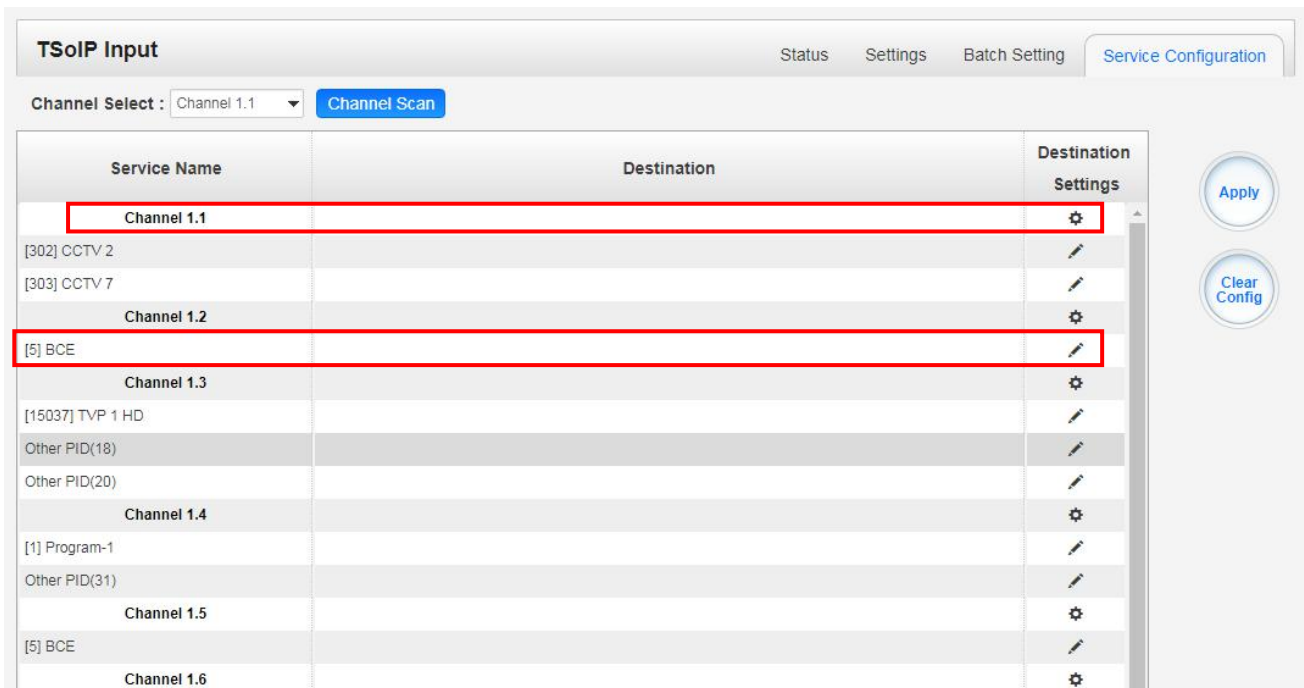 TSoIP Input
Status Settings Batch Setting Service Configuration
Channel Select : Channel 1.1 Channel Scan
Service Name Destination Destination Settings
Channel 1.1
[302] CCTV 2
[303] CCTV 7
Channel 1.2
[5] BCE
Channel 1.3
[15037] TVP 1 HD
Other PID(18)
Other PID(20)
Channel 1.4
[1] Program-1
Other PID(31)
Channel 1.5
[5] BCE
Channel 1.6
Apply
Clear
Config